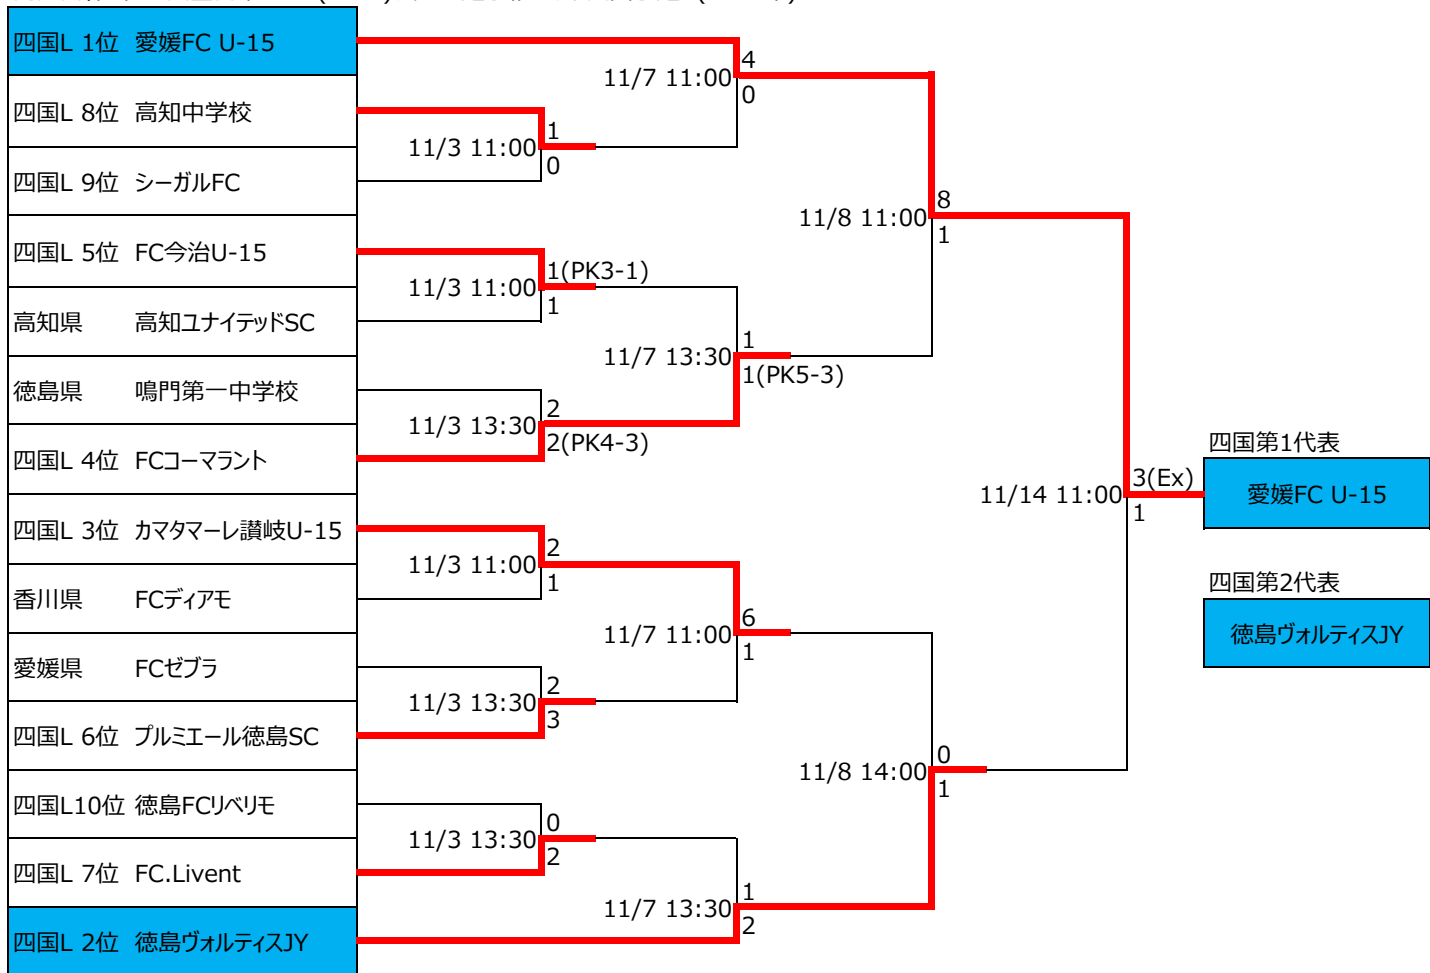 四国L 1位 愛媛FC U-15
四国L 8位 高知中学校
四国L 9位 シーガルFC
四国L 5位 FC今治U-15
高知県 高知ユナイテッドSC
徳島県 鳴門第一中学校
四国L 4位 FCコーマラント
四国L 3位 カマタマーレ讃岐U-15
香川県 FCディアモ
愛媛県 FCゼブラ
四国L 6位 プルミエール徳島SC
四国L10位 徳島FCリベリモ
四国L 7位 FC.Livent
四国L 2位 徳島ヴォルティスJY
11/3 11:00
1
0
11/3 11:00
1(PK3-1)
1
11/3 13:30
2
2(PK4-3)
11/3 11:00
2
1
11/3 13:30
2
3
11/3 13:30
0
2
11/7 11:00
4
0
11/7 13:30
1
1(PK5-3)
11/7 11:00
6
1
11/7 13:30
1
2
11/8 11:00
8
1
11/8 14:00
0
1
11/14 11:00
3(Ex)
1
四国第1代表
愛媛FC U-15
四国第2代表
徳島ヴォルティスJY